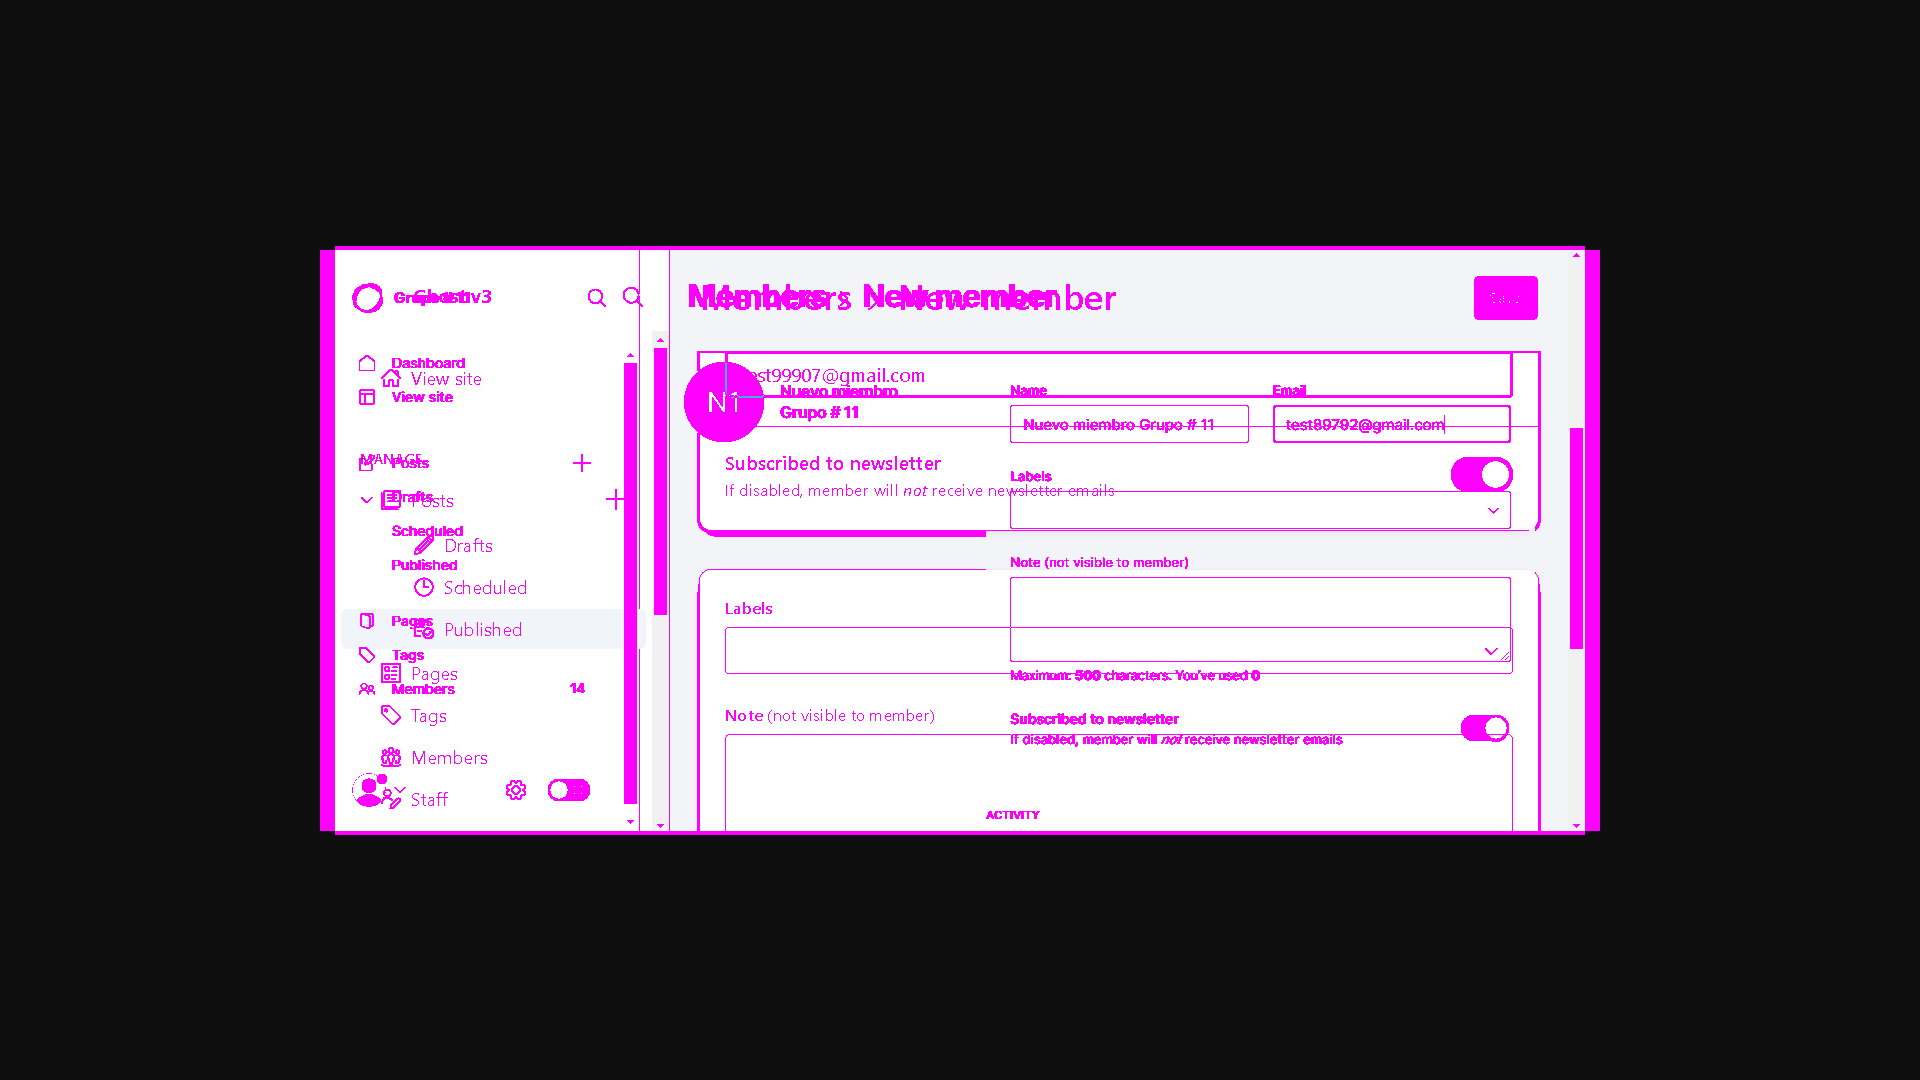 Ghost v3
Members › New member
Dashboard
View site
View site
test99907@gmail.com
Nuevo miembro
Grupo # 11
N1
Name
Email
Nuevo miembro Grupo # 11
test89792@gmail.com
MANAGE
Posts
Subscribed to newsletter
If disabled, member will not receive newsletter emails
Labels
Drafts
Posts
Scheduled
Drafts
Published
Note (not visible to member)
Scheduled
Labels
Pages
Published
Tags
Pages
Maximum: 500 characters. You've used 0
Members
14
Tags
Note (not visible to member)
Subscribed to newsletter
If disabled, member will not receive newsletter emails
Members
Staff
ACTIVITY